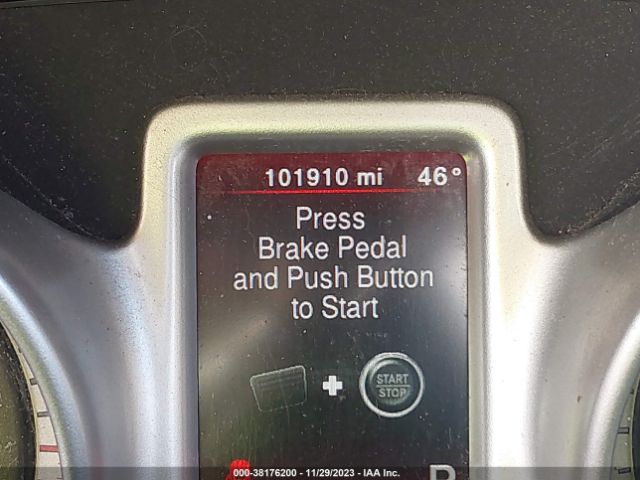 101910 mi 46°
Press
Brake Pedal
and Push Button
to Start
START
STOP
P
000-38176200 - 11/29/2023 - IAA Inc.